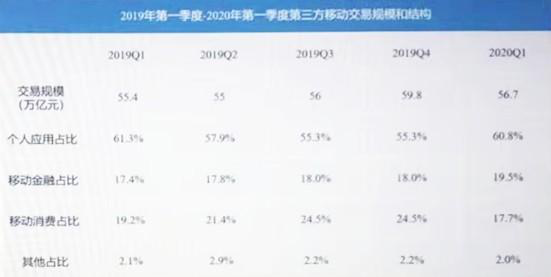 2019年第一季度-2020年第一季度第三方移动交易规模和结构
2019Q1 2019Q2 2019Q3 2019Q4 2020Q1
交易规模
(万亿元) 55.4 55 56 59.8 56.7
个人应用占比 61.3% 57.9% 55.3% 55.3% 60.8%
移动金融占比 17.4% 17.8% 18.0% 18.0% 19.5%
移动消费占比 19.2% 21.4% 24.5% 24.5% 17.7%
其他占比 2.1% 2.9% 2.2% 2.2% 2.0%